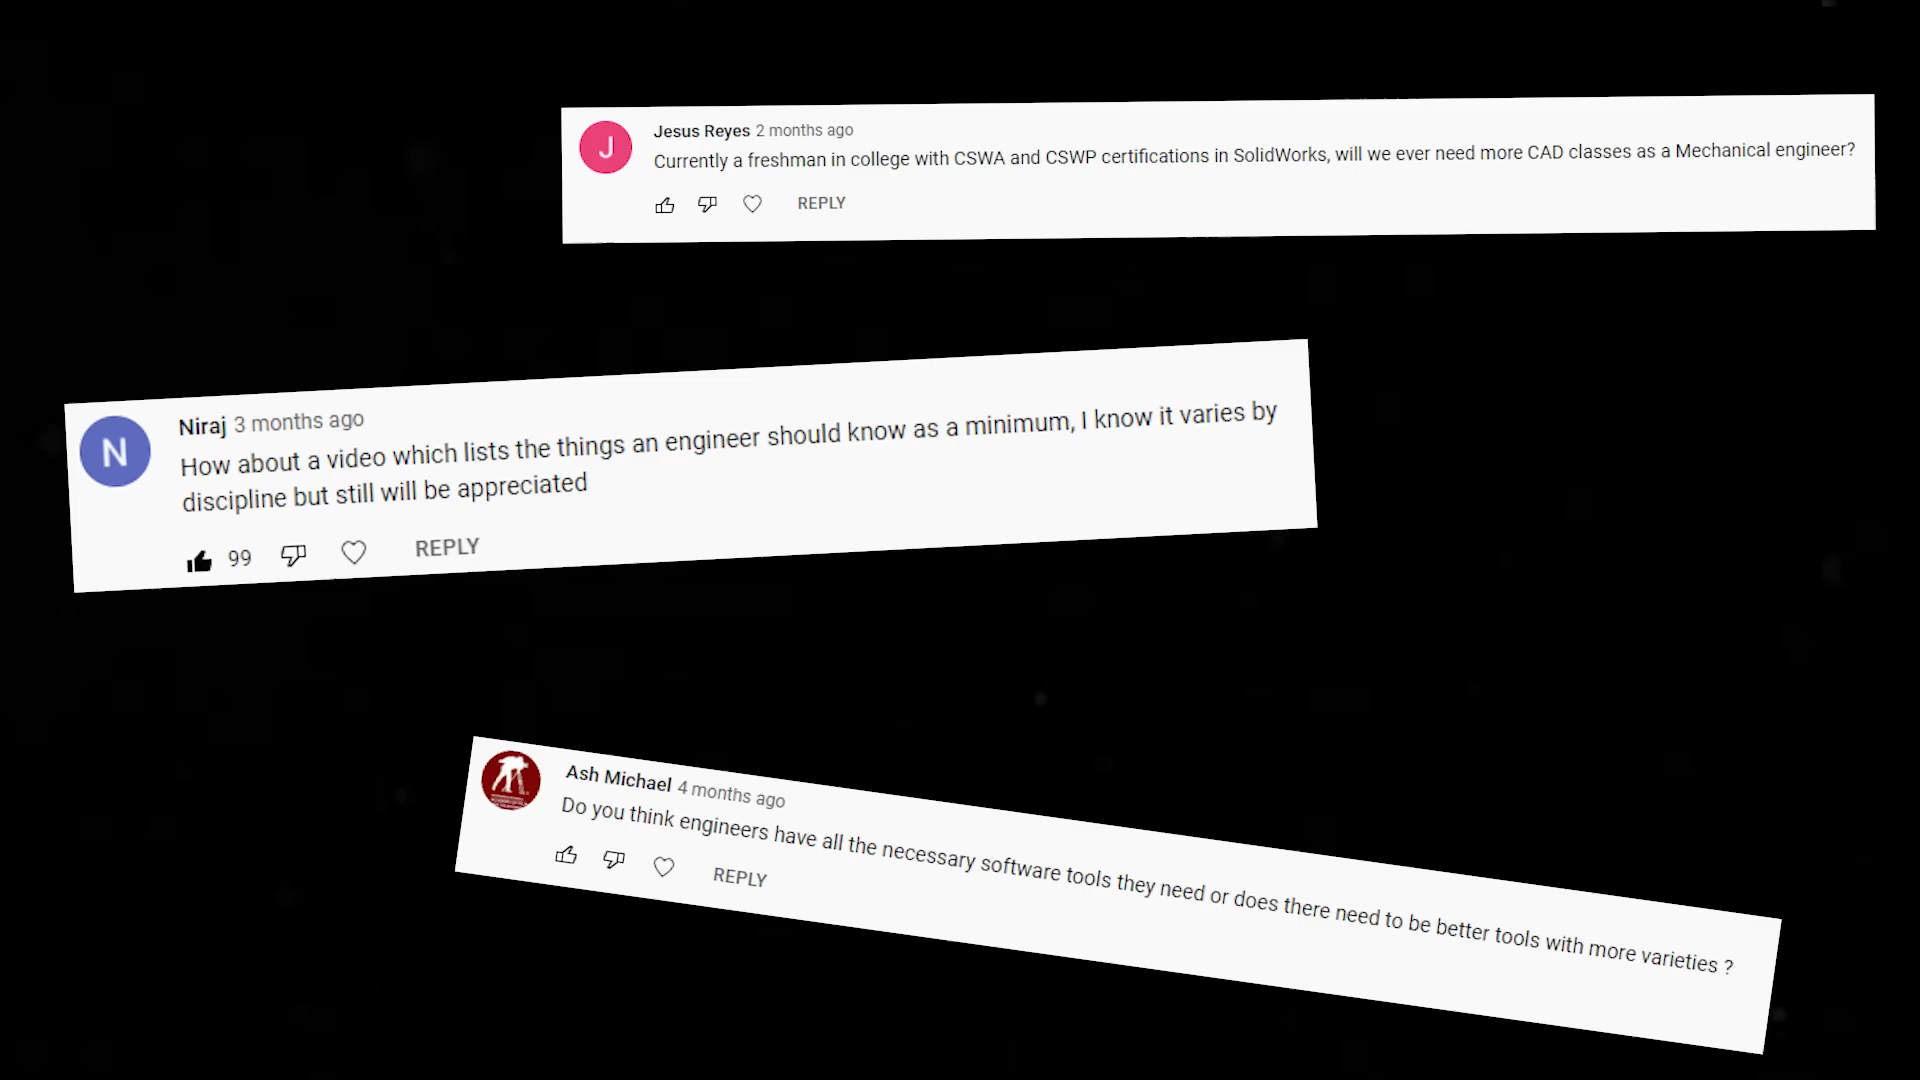 J
Jesus Reyes 2 months ago
Currently a freshman in college with CSWA and CSWP certifications in SolidWorks, will we ever need more CAD classes as a Mechanical engineer?
REPLY
N
Niraj 3 months ago
How about a video which lists the things an engineer should know as a minimum, I know it varies by
discipline but still will be appreciated
99 REPLY
Ash Michael 4 months ago
Do you think engineers have all the necessary software tools they need or does there need to be better tools with more varieties ?
REPLY